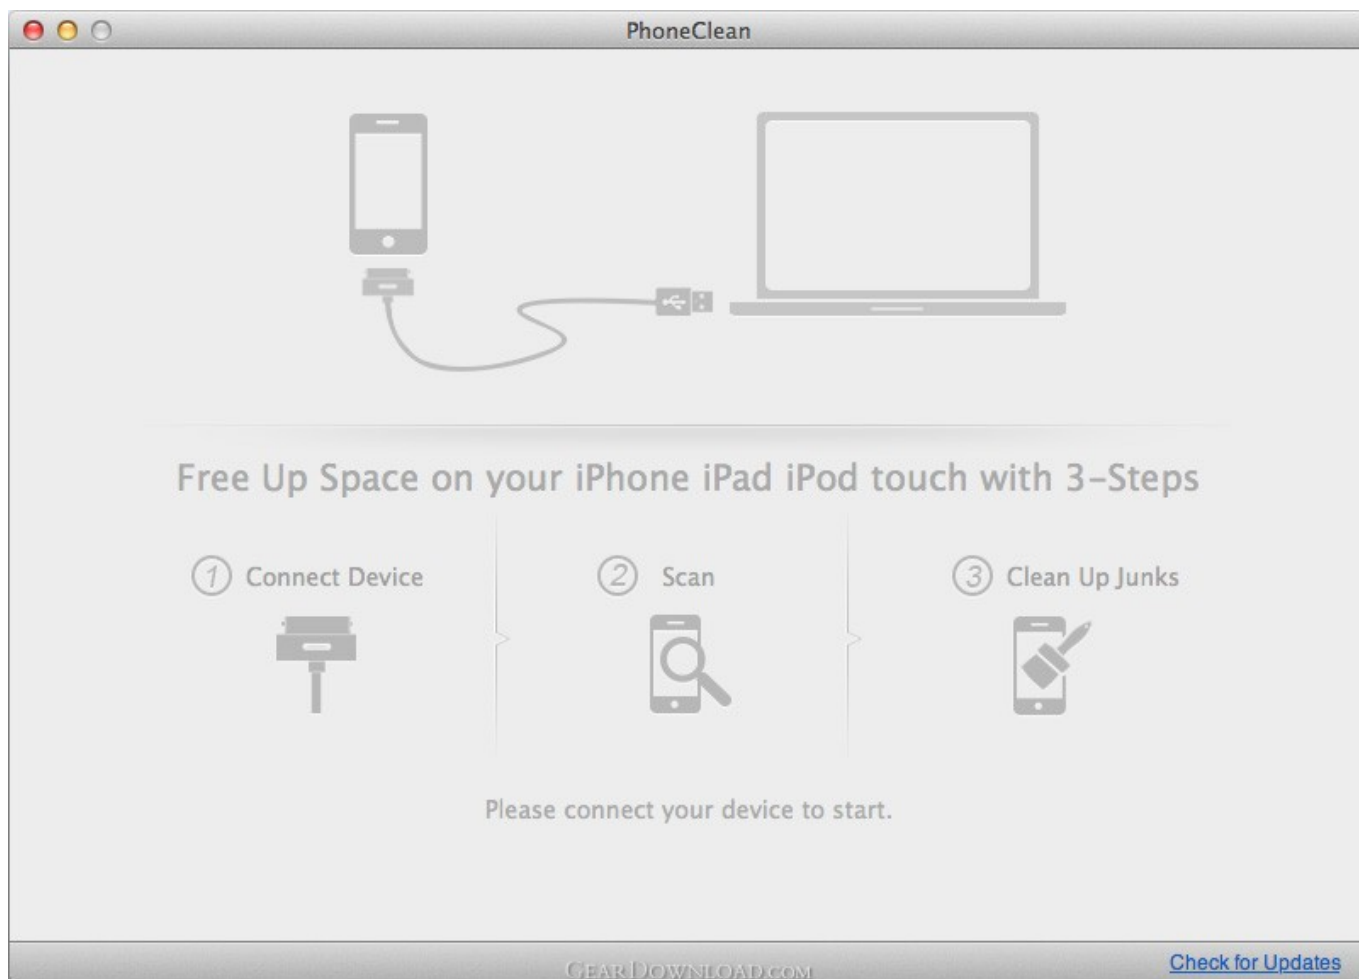 PhoneClean
Free Up Space on your iPhone iPad iPod touch with 3-Steps
1 Connect Device
2 Scan
3 Clean Up Junks
Please connect your device to start.
GEARDOWNLOAD.COM
Check for Updates